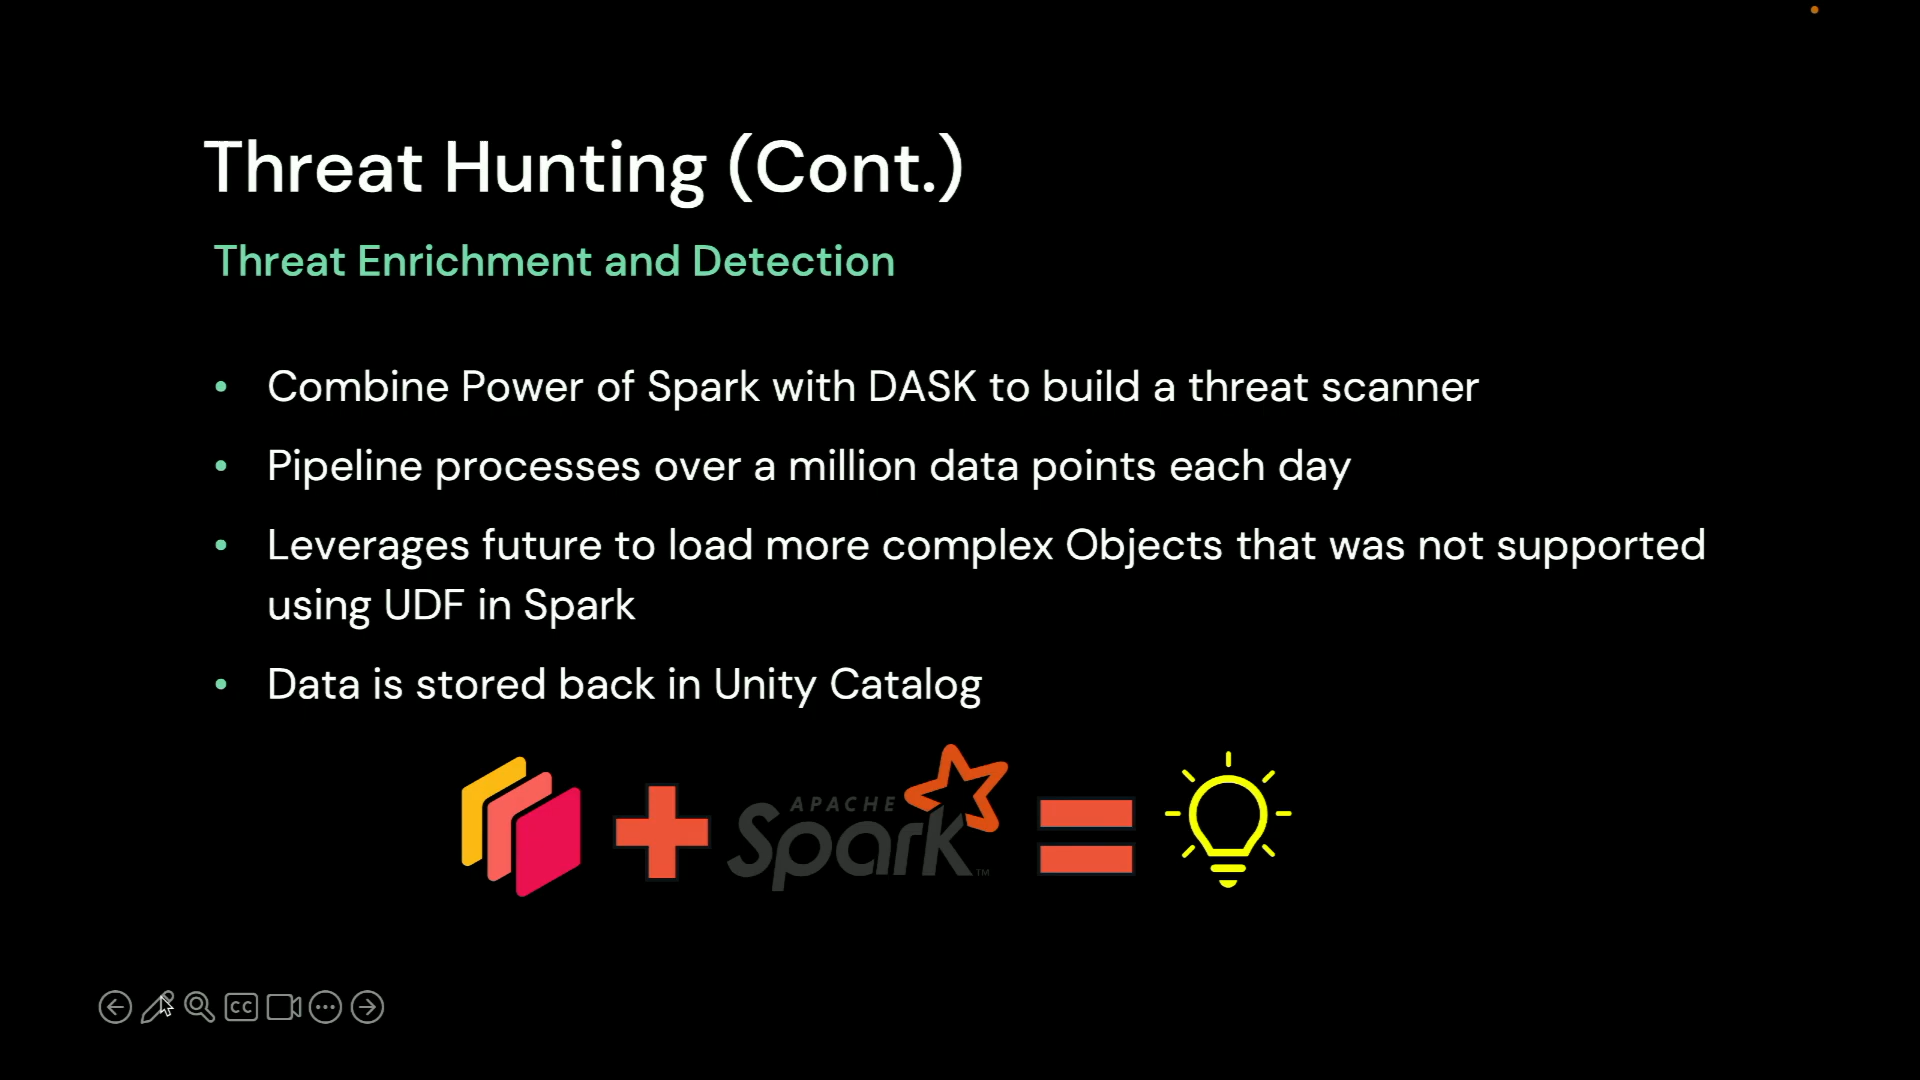 Threat Hunting (Cont.)
Threat Enrichment and Detection
• Combine Power of Spark with DASK to build a threat scanner
• Pipeline processes over a million data points each day
• Leverages future to load more complex Objects that was not supported
using UDF in Spark
• Data is stored back in Unity Catalog
APACHE
Spark™
CC